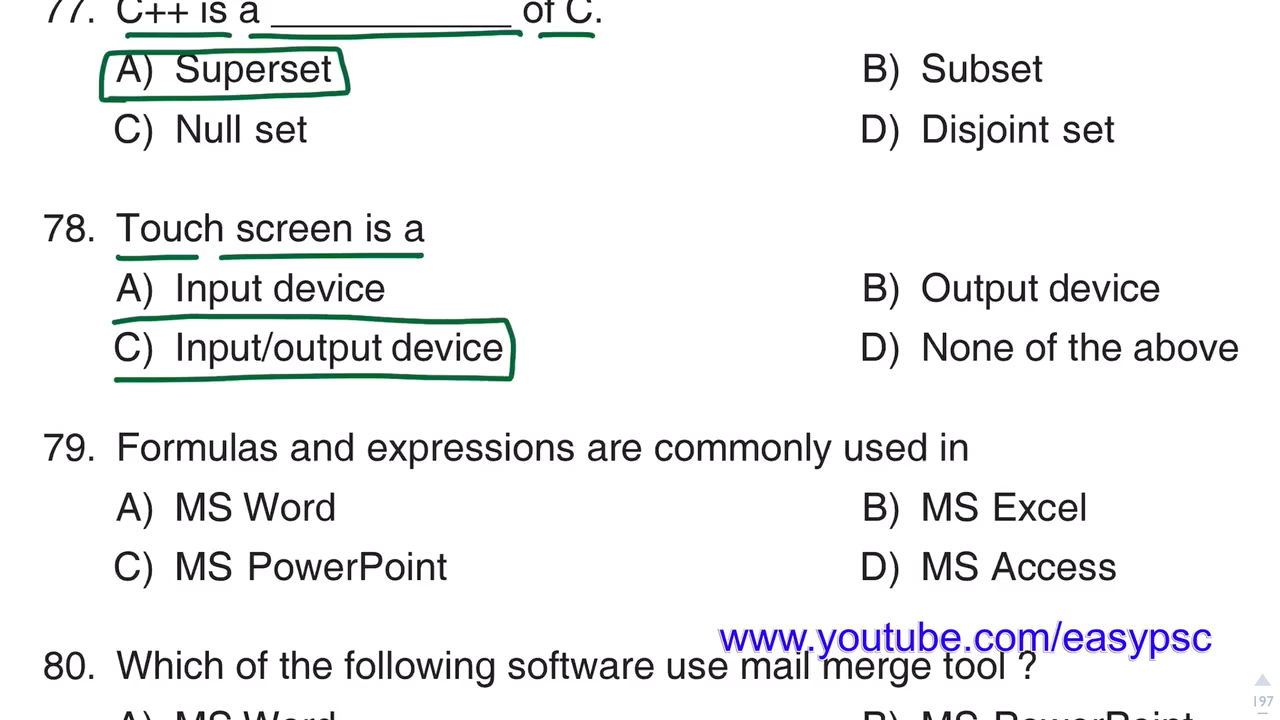 77. C++ is a ____________ of C.
A) Superset B) Subset
C) Null set D) Disjoint set
78. Touch screen is a
A) Input device B) Output device
C) Input/output device D) None of the above
79. Formulas and expressions are commonly used in
A) MS Word B) MS Excel
C) MS PowerPoint D) MS Access
www.youtube.com/easypsc
80. Which of the following software use mail merge tool ?
197
A) MS Word B) MS PowerPoint